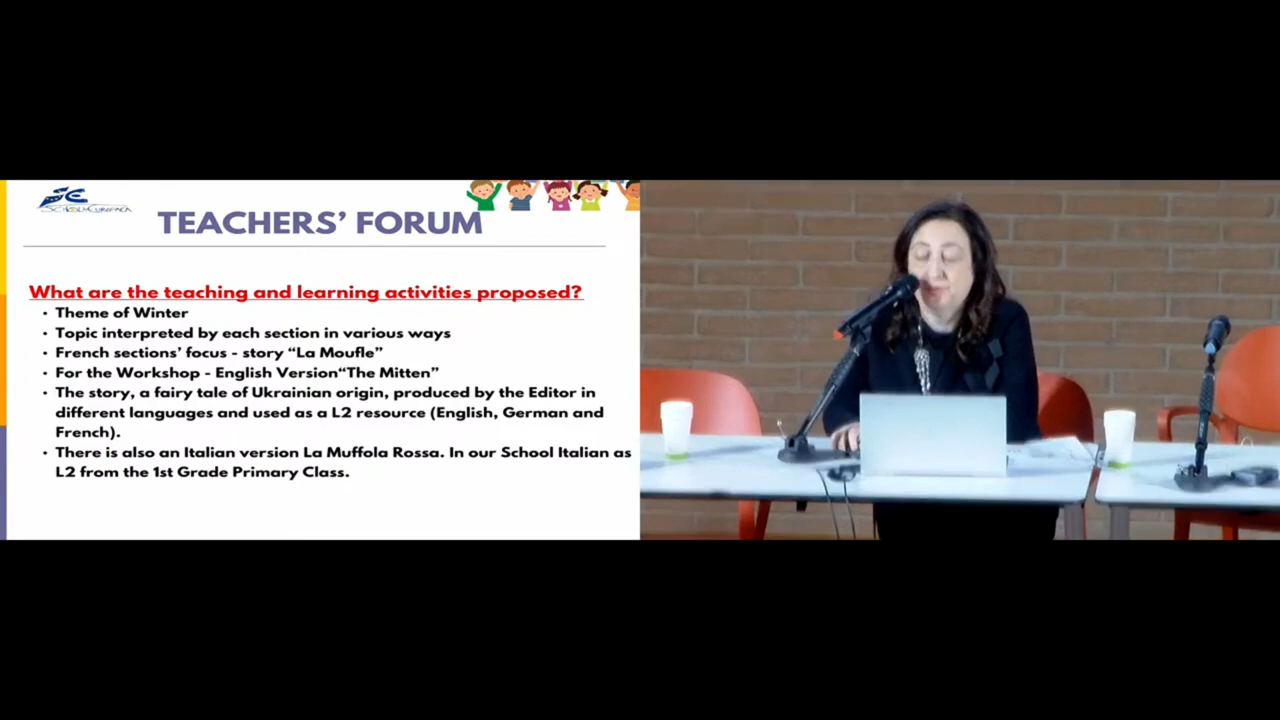 SCHOLA EUROPAEA
TEACHERS’ FORUM
What are the teaching and learning activities proposed?
• Theme of Winter
• Topic interpreted by each section in various ways
• French sections’ focus - story “La Moufle”
• For the Workshop - English Version“The Mitten”
• The story, a fairy tale of Ukrainian origin, produced by the Editor in
different languages and used as a L2 resource (English, German and
French).
• There is also an Italian version La Muffola Rossa. In our School Italian as
L2 from the 1st Grade Primary Class.